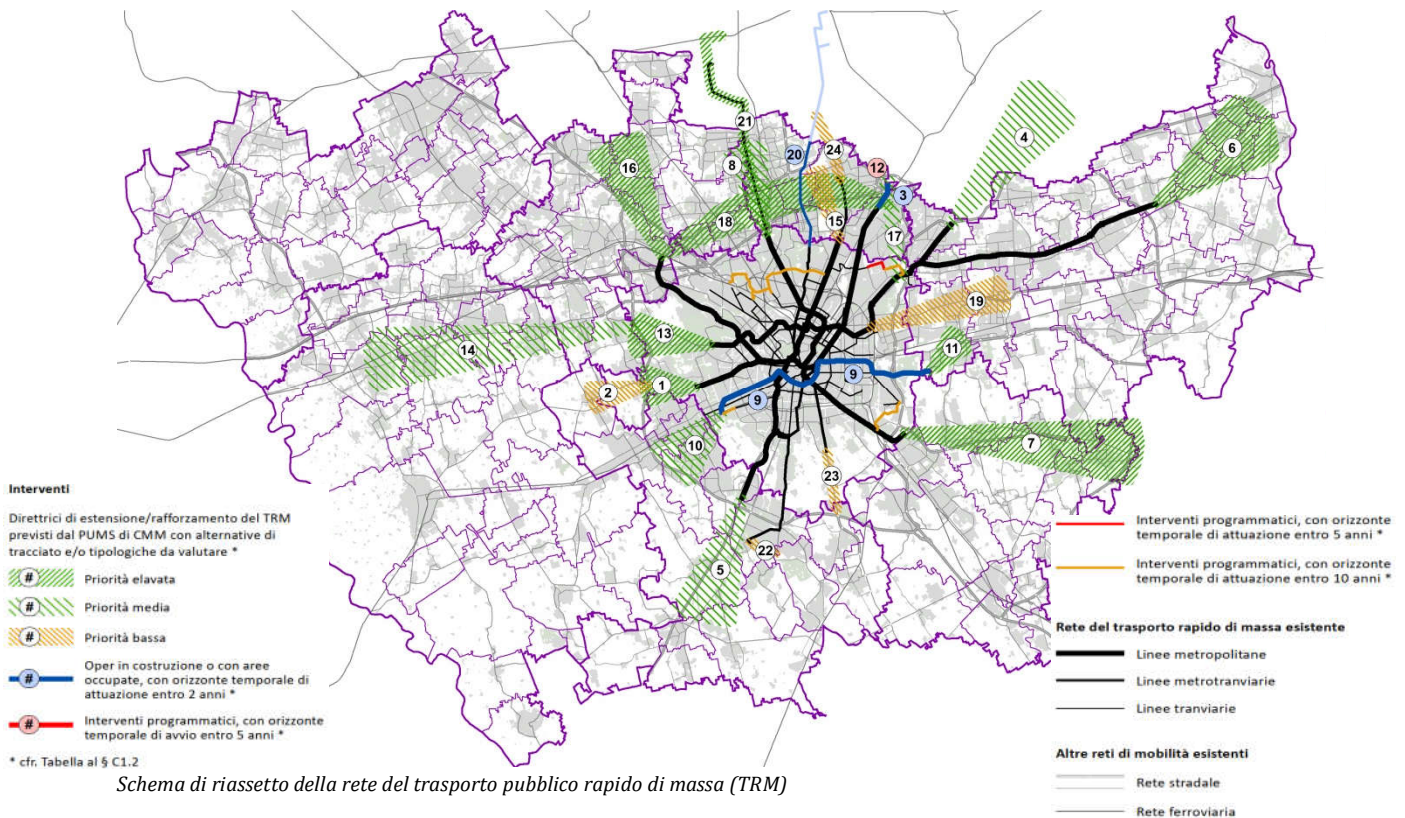 21
4
6
20
24
8
16
12
3
18
15
17
19
13
11
14
9
1
2
9
10
7
23
22
5
Interventi
Direttrici di estensione/rafforzamento del TRM
previsti dal PUMS di CMM con alternative di
tracciato e/o tipologiche da valutare *
# Priorità elavata
# Priorità media
# Priorità bassa
# Oper in costruzione o con aree
occupate, con orizzonte temporale di
attuazione entro 2 anni *
# Interventi programmatici, con orizzonte
temporale di avvio entro 5 anni *
* cfr. Tabella al § C1.2
Interventi programmatici, con orizzonte
temporale di attuazione entro 5 anni *
Interventi programmatici, con orizzonte
temporale di attuazione entro 10 anni *
Rete del trasporto rapido di massa esistente
Linee metropolitane
Linee metrotranviarie
Linee tranviarie
Altre reti di mobilità esistenti
Rete stradale
Rete ferroviaria
Schema di riassetto della rete del trasporto pubblico rapido di massa (TRM)